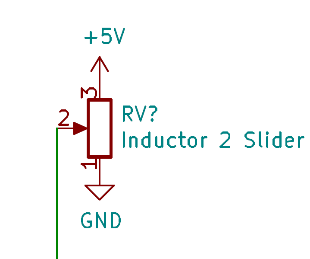 +5V
3
2
RV?
Inductor 2 Slider
1
GND